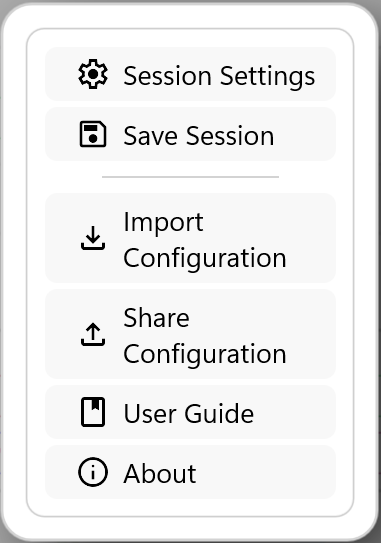 Session Settings
Save Session
Import
Configuration
Share
Configuration
User Guide
About